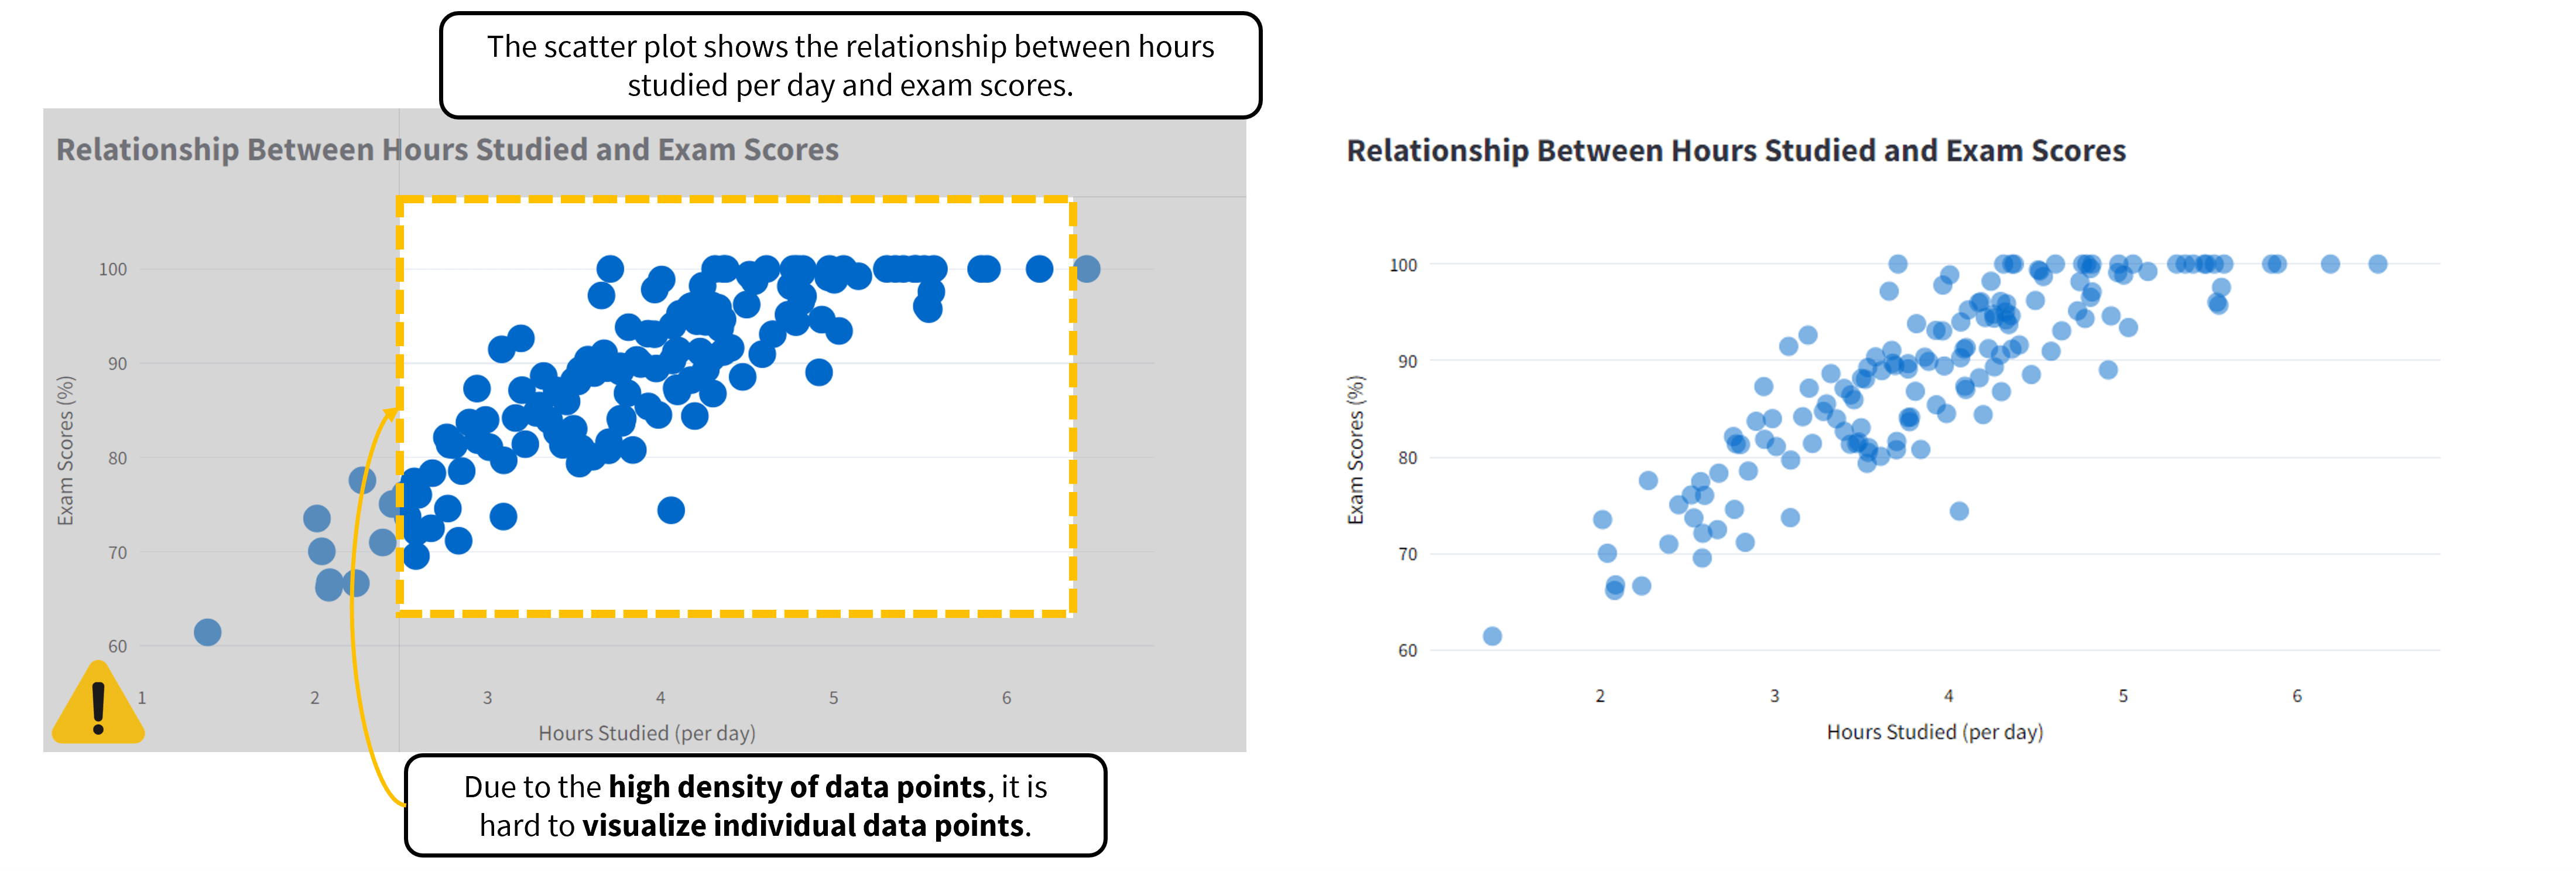 The scatter plot shows the relationship between hours
studied per day and exam scores.
Relationship Between Hours Studied and Exam Scores
100
90
80
70
60
Exam Scores (%)
1 2 3 4 5 6
Hours Studied (per day)
Due to the high density of data points, it is
hard to visualize individual data points.
Relationship Between Hours Studied and Exam Scores
100
90
80
70
60
Exam Scores (%)
2 3 4 5 6
Hours Studied (per day)